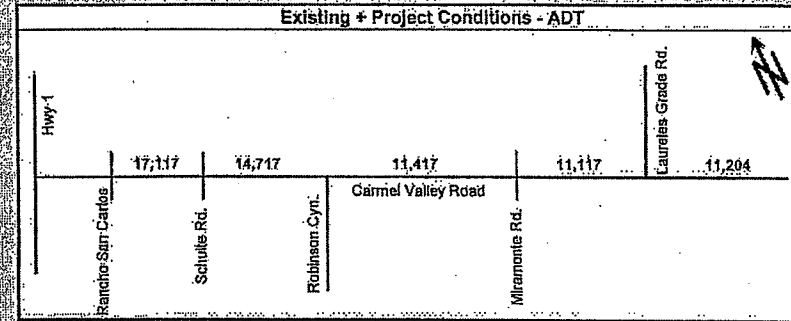 Existing + Project Conditions - ADT
Hwy 1
Laureles Grade Rd.
17,117
14,717
11,417
11,117
11,204
Carmel Valley Road
Rancho San Carlos
Schulte Rd.
Robinson Cyn.
Miramonte Rd.
N